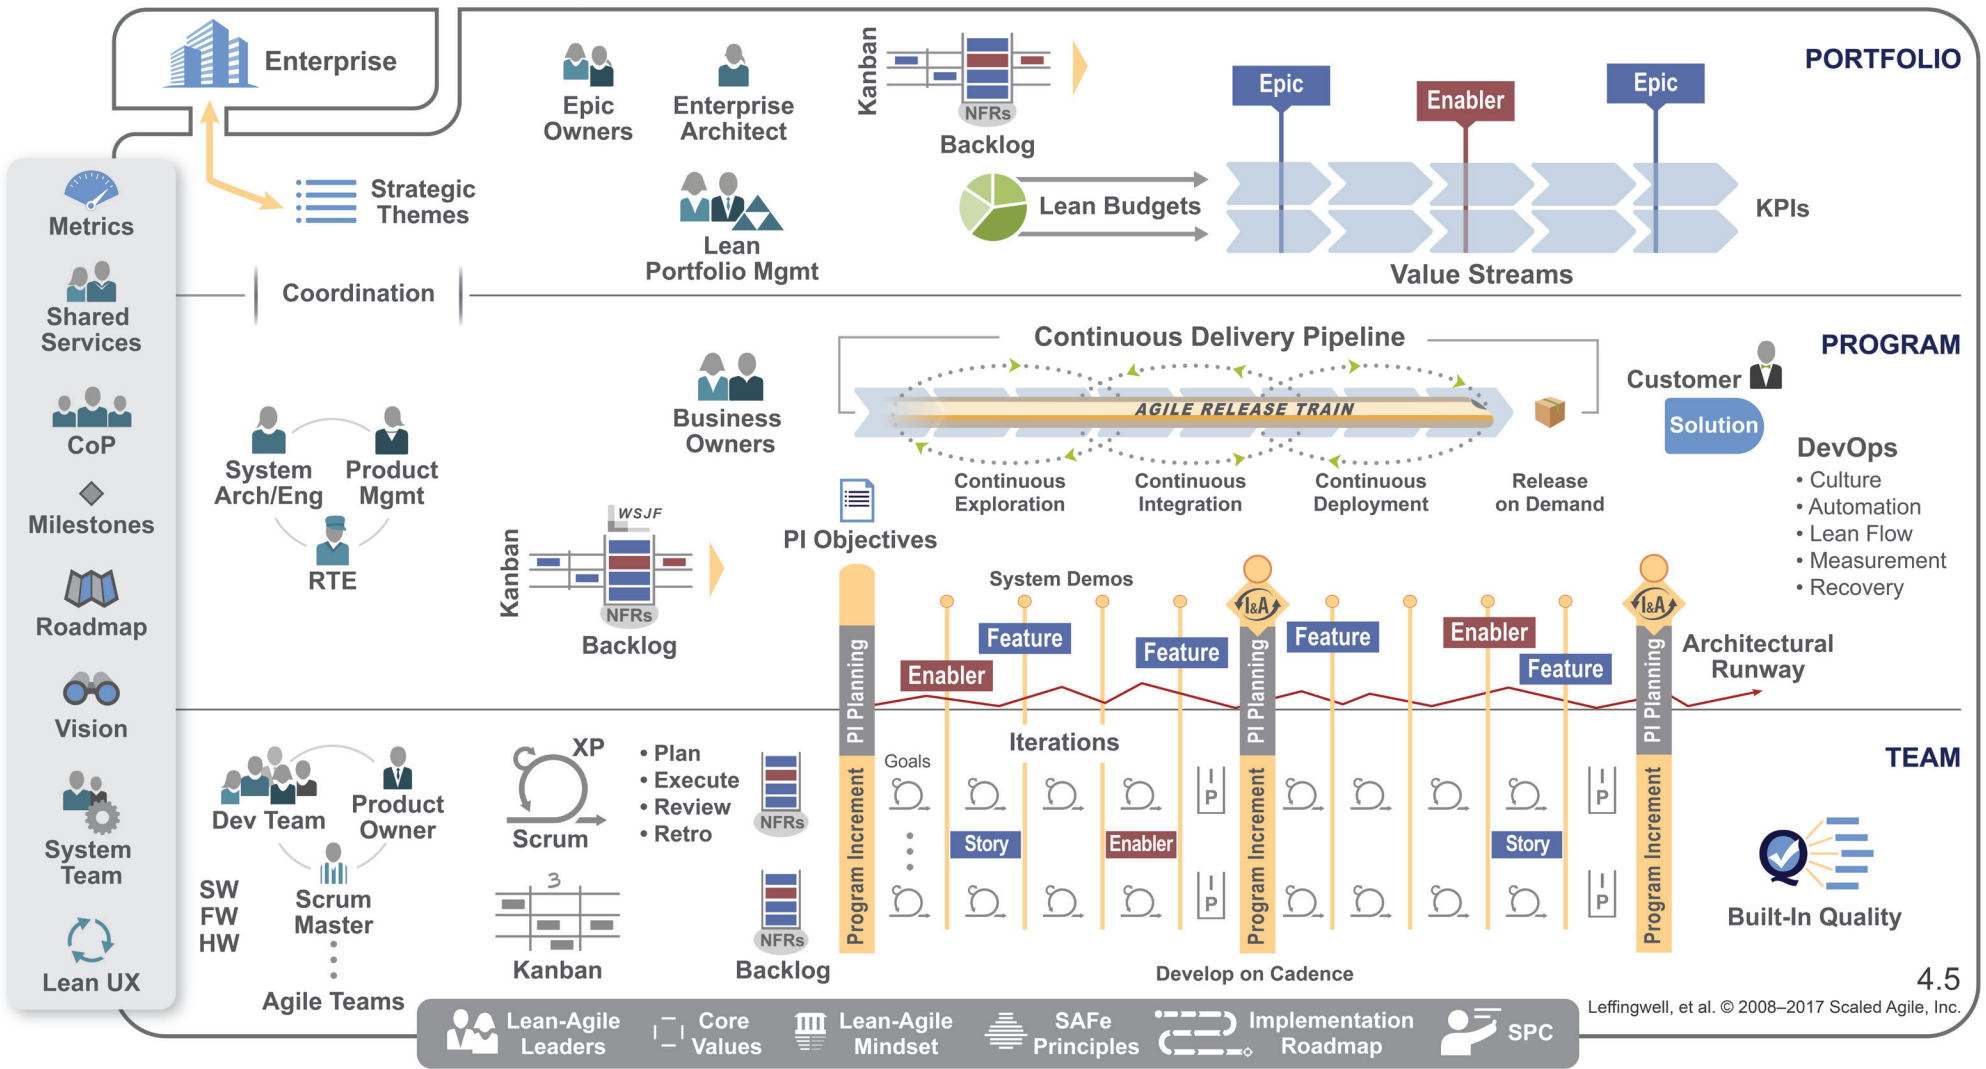 Enterprise
Strategic
Themes
Epic
Owners
Enterprise
Architect
Lean
Portfolio Mgmt
Kanban
NFRs
Backlog
Lean Budgets
Epic
Enabler
Epic
KPIs
Value Streams
PORTFOLIO
Metrics
Shared
Services
CoP
Milestones
Roadmap
Vision
System
Team
Lean UX
Coordination
System
Arch/Eng
Product
Mgmt
RTE
Business
Owners
Kanban
WSJF
NFRs
Backlog
PI Objectives
Continuous Delivery Pipeline
AGILE RELEASE TRAIN
Continuous
Exploration
Continuous
Integration
Continuous
Deployment
Release
on Demand
Customer
Solution
PROGRAM
DevOps
• Culture
• Automation
• Lean Flow
• Measurement
• Recovery
System Demos
I&A
I&A
Enabler
Feature
Feature
Feature
Enabler
Feature
Architectural
Runway
PI Planning
PI Planning
PI Planning
TEAM
Dev Team
Product
Owner
Scrum
Master
SW
FW
HW
Agile Teams
XP
Scrum
• Plan
• Execute
• Review
• Retro
3
Kanban
NFRs
NFRs
Backlog
Program Increment
Program Increment
Program Increment
Iterations
Goals
I
P
I
P
Story
Enabler
Story
I
P
I
P
Develop on Cadence
Built-In Quality
4.5
Leffingwell, et al. © 2008–2017 Scaled Agile, Inc.
Lean-Agile
Leaders
Core
Values
Lean-Agile
Mindset
SAFe
Principles
Implementation
Roadmap
SPC